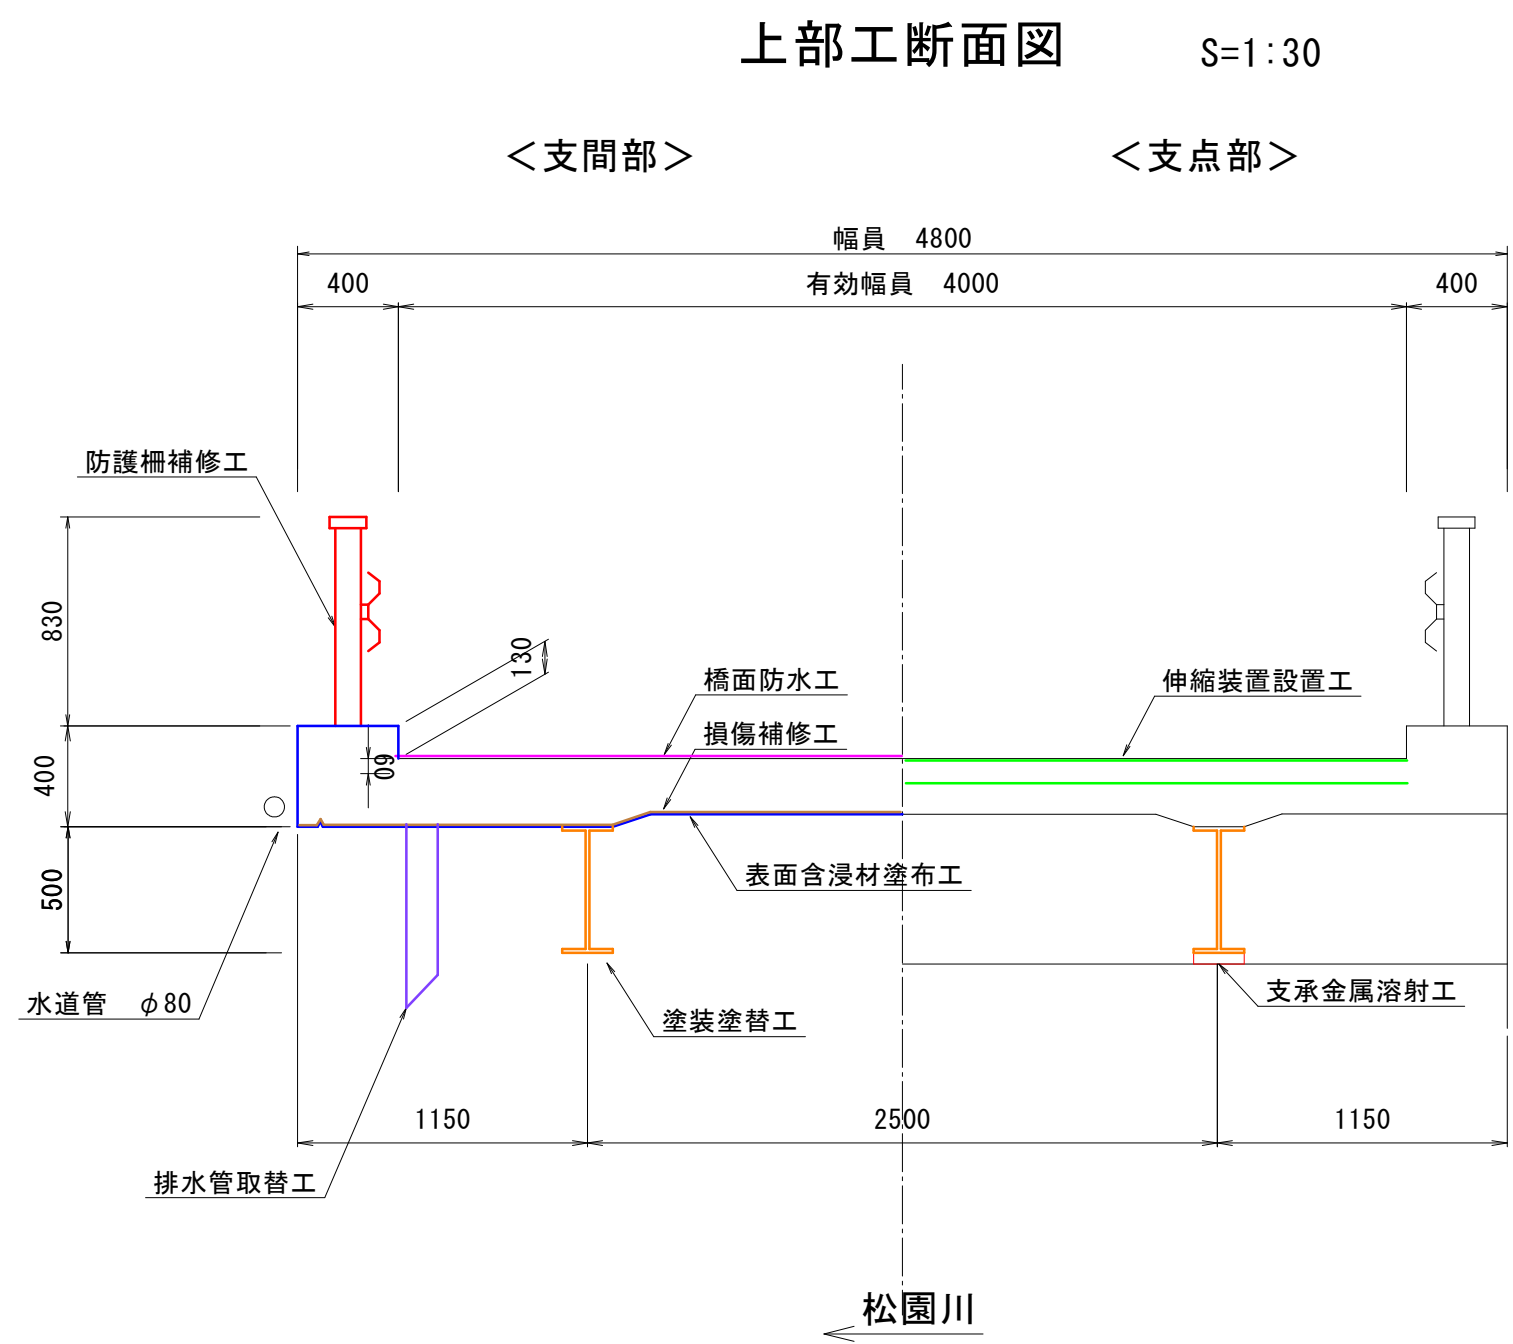 上部工断面図 S=1:30
＜支間部＞ ＜支点部＞
幅員 4800
400 有効幅員 4000 400
防護柵補修工
830
130
橋面防水工
伸縮装置設置工
損傷補修工
60
400
表面含浸材塗布工
500
水道管 φ80
支承金属溶射工
塗装塗替工
1150 2500 1150
排水管取替工
松園川